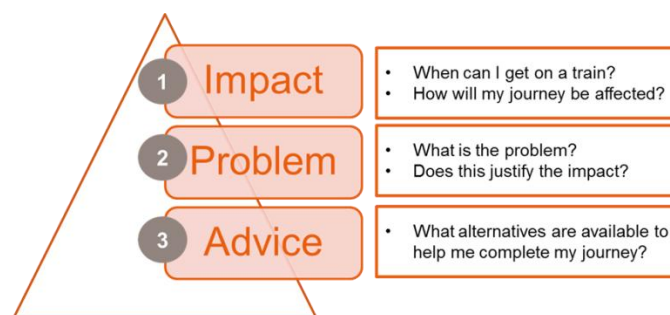 1
Impact
• When can I get on a train?
• How will my journey be affected?
2
Problem
• What is the problem?
• Does this justify the impact?
3
Advice
• What alternatives are available to
help me complete my journey?